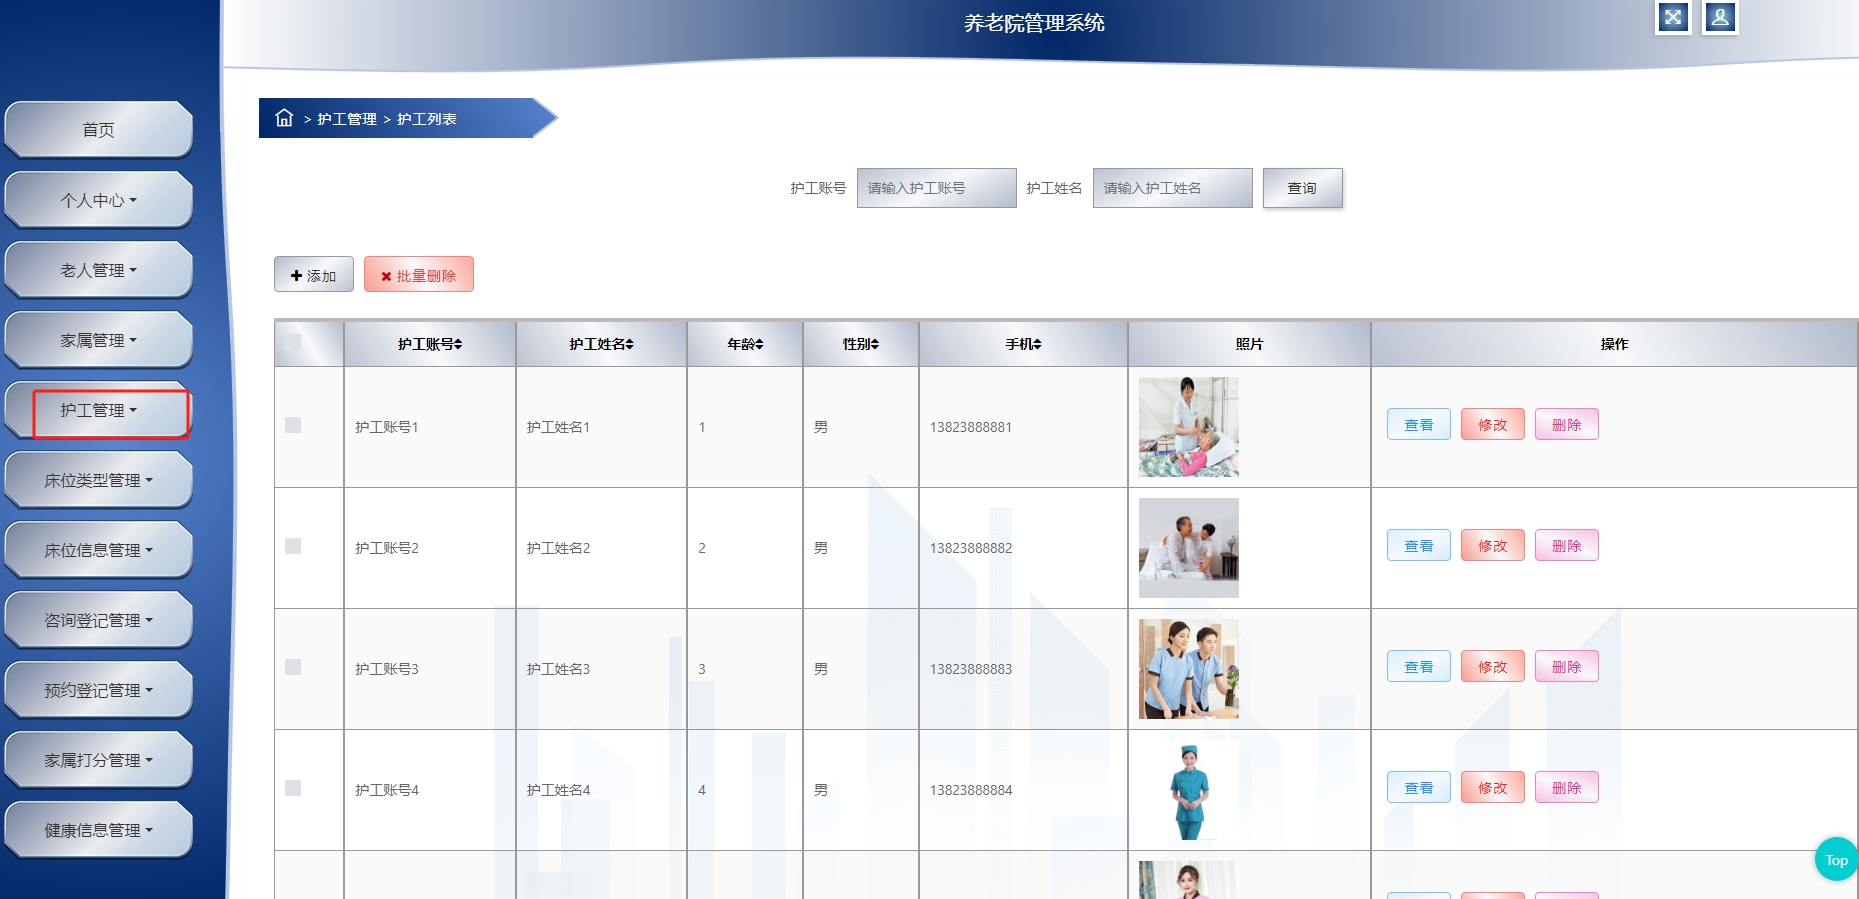 养老院管理系统
首页
个人中心
老人管理
家属管理
护工管理
床位类型管理
床位信息管理
咨询登记管理
预约登记管理
家属打分管理
健康信息管理
> 护工管理 > 护工列表
护工账号 请输入护工账号 护工姓名 请输入护工姓名 查询
添加 批量删除
护工账号 护工姓名 年龄 性别 手机 照片 操作
护工账号1 护工姓名1 1 男 13823888881 查看 修改 删除
护工账号2 护工姓名2 2 男 13823888882 查看 修改 删除
护工账号3 护工姓名3 3 男 13823888883 查看 修改 删除
护工账号4 护工姓名4 4 男 13823888884 查看 修改 删除
Top